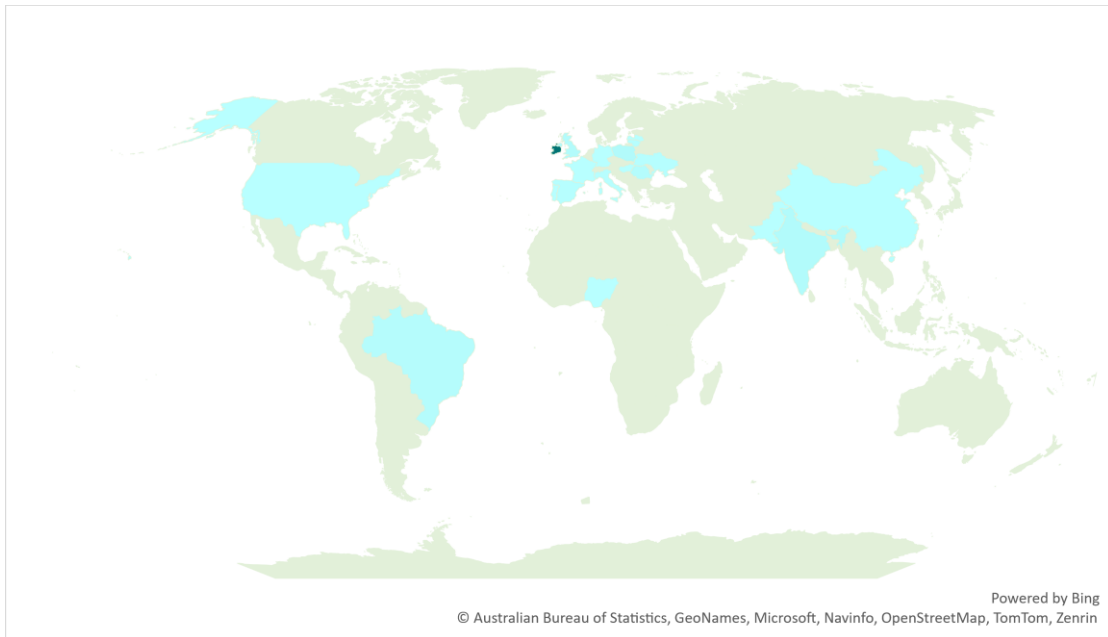 Powered by Bing
© Australian Bureau of Statistics, GeoNames, Microsoft, Navinfo, OpenStreetMap, TomTom, Zenrin